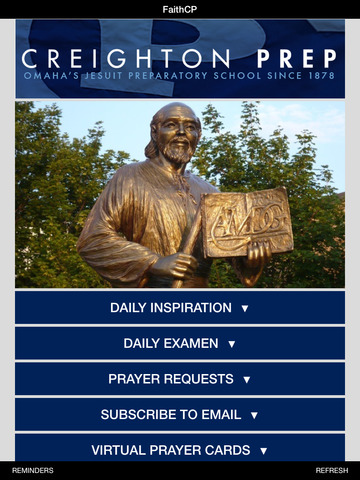 FaithCP
CREIGHTON PREP
OMAHA'S JESUIT PREPARATORY SCHOOL SINCE 1878
DAILY INSPIRATION ▼
DAILY EXAMEN ▼
PRAYER REQUESTS ▼
SUBSCRIBE TO EMAIL ▼
VIRTUAL PRAYER CARDS ▼
REMINDERS
REFRESH